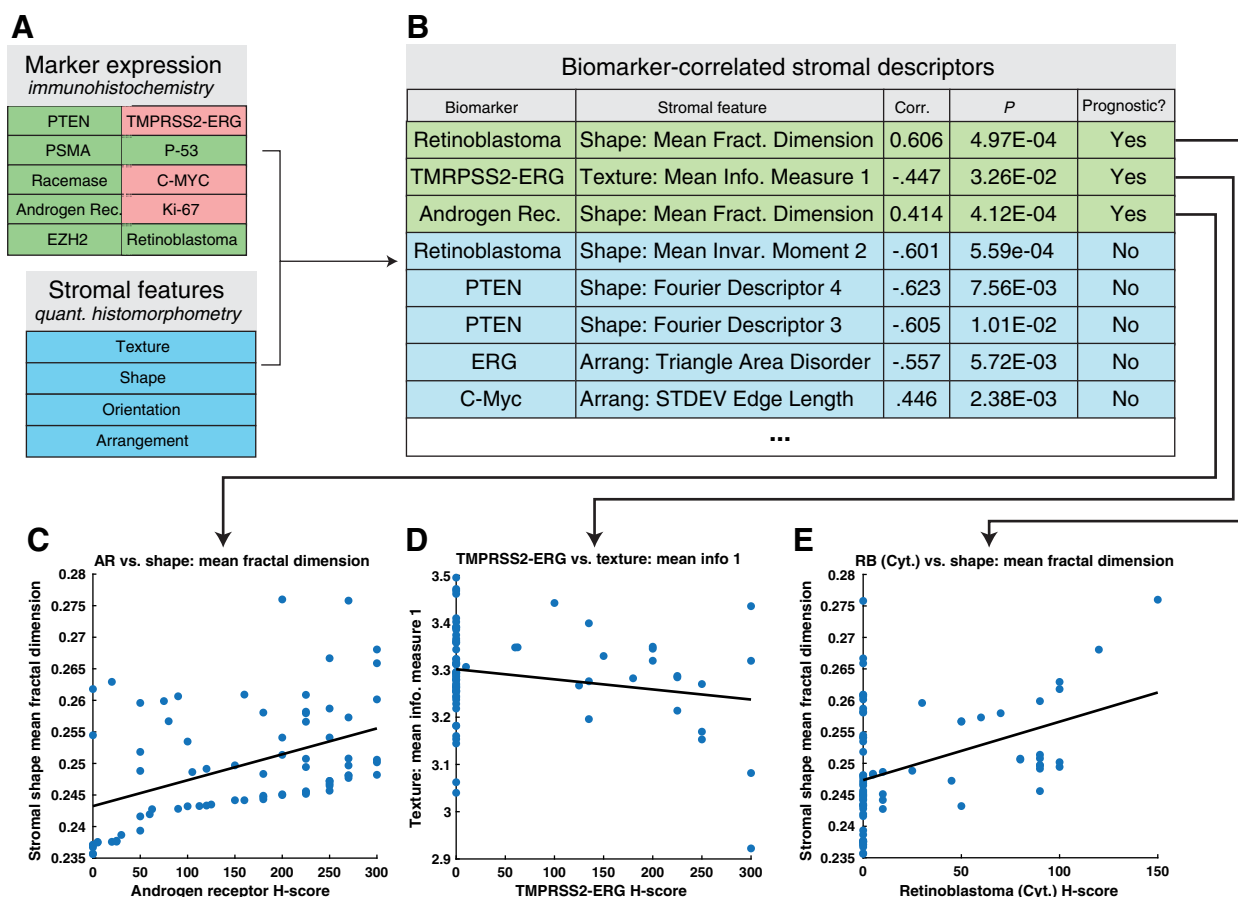 A
Marker expression
immunohistochemistry
PTEN TMPRSS2-ERG
PSMA P-53
Racemase C-MYC
Androgen Rec. Ki-67
EZH2 Retinoblastoma
Stromal features
quant. histomorphometry
Texture
Shape
Orientation
Arrangement
B
Biomarker-correlated stromal descriptors
Biomarker Stromal feature Corr. P Prognostic?
Retinoblastoma Shape: Mean Fract. Dimension 0.606 4.97E-04 Yes
TMRPSS2-ERG Texture: Mean Info. Measure 1 -.447 3.26E-02 Yes
Androgen Rec. Shape: Mean Fract. Dimension 0.414 4.12E-04 Yes
Retinoblastoma Shape: Mean Invar. Moment 2 -.601 5.59e-04 No
PTEN Shape: Fourier Descriptor 4 -.623 7.56E-03 No
PTEN Shape: Fourier Descriptor 3 -.605 1.01E-02 No
ERG Arrang: Triangle Area Disorder -.557 5.72E-03 No
C-Myc Arrang: STDEV Edge Length .446 2.38E-03 No
...
C
AR vs. shape: mean fractal dimension
Stromal shape mean fractal dimension
0.28
0.275
0.27
0.265
0.26
0.255
0.25
0.245
0.24
0.235
0 50 100 150 200 250 300
Androgen receptor H-score
D
TMPRSS2-ERG vs. texture: mean info 1
Texture: mean info. measure 1
3.5
3.4
3.3
3.2
3.1
3
2.9
0 50 100 150 200 250 300
TMPRSS2-ERG H-score
E
RB (Cyt.) vs. shape: mean fractal dimension
Stromal shape mean fractal dimension
0.28
0.275
0.27
0.265
0.26
0.255
0.25
0.245
0.24
0.235
0 50 100 150
Retinoblastoma (Cyt.) H-score